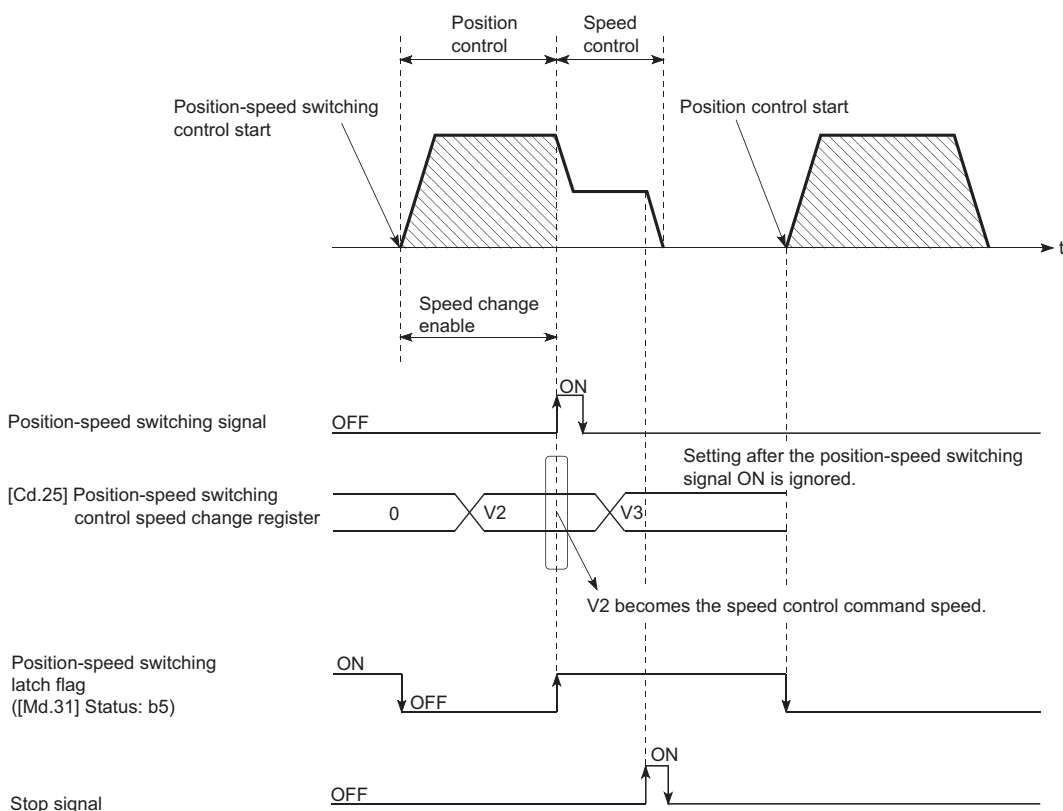 Position
control
Speed
control
Position-speed switching
control start
Position control start
t
Speed change
enable
ON
Position-speed switching signal
OFF
Setting after the position-speed switching
signal ON is ignored.
[Cd.25] Position-speed switching
control speed change register
0
V2
V3
V2 becomes the speed control command speed.
Position-speed switching
latch flag
([Md.31] Status: b5)
ON
OFF
ON
Stop signal
OFF